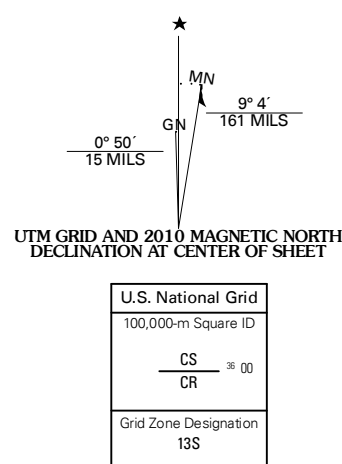 ★
MN
GN
9° 4´
161 MILS
0° 50´
15 MILS
UTM GRID AND 2010 MAGNETIC NORTH
DECLINATION AT CENTER OF SHEET
U.S. National Grid
100,000-m Square ID
CS
36 00
CR
Grid Zone Designation
13S